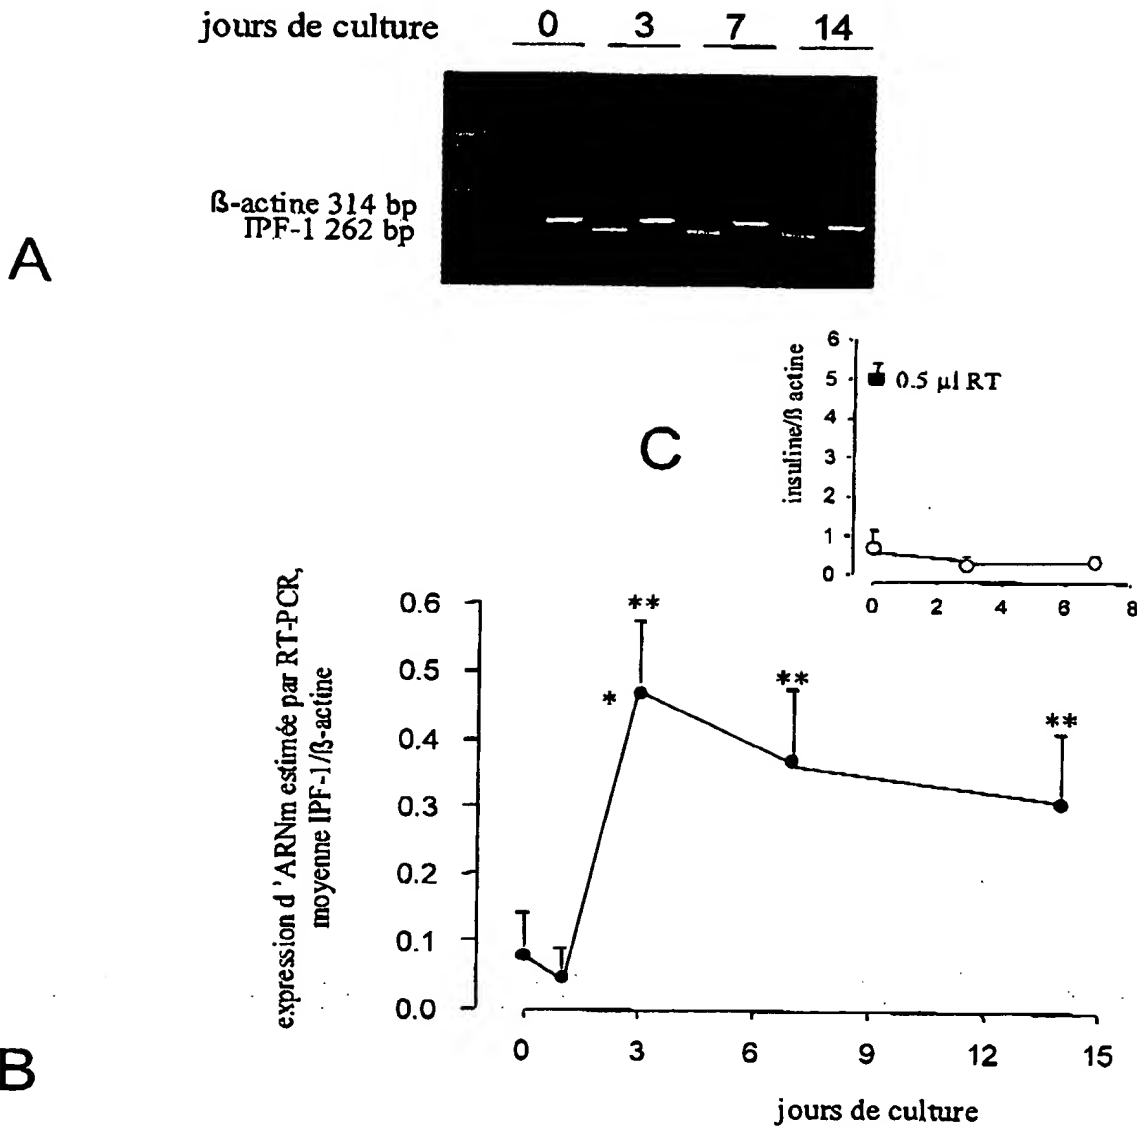 jours de culture 0 3 7 14
ß-actine 314 bp
IPF-1 262 bp
A
6
5
4
3
2
1
0
insuline/ß actine
0.5 µl RT
C
0 2 4 6 8
expression d 'ARNm estimée par RT-PCR,
moyenne IPF-1/ß-actine
0.6
0.5
0.4
0.3
0.2
0.1
0.0
**
*
**
**
0 3 6 9 12 15
B
jours de culture